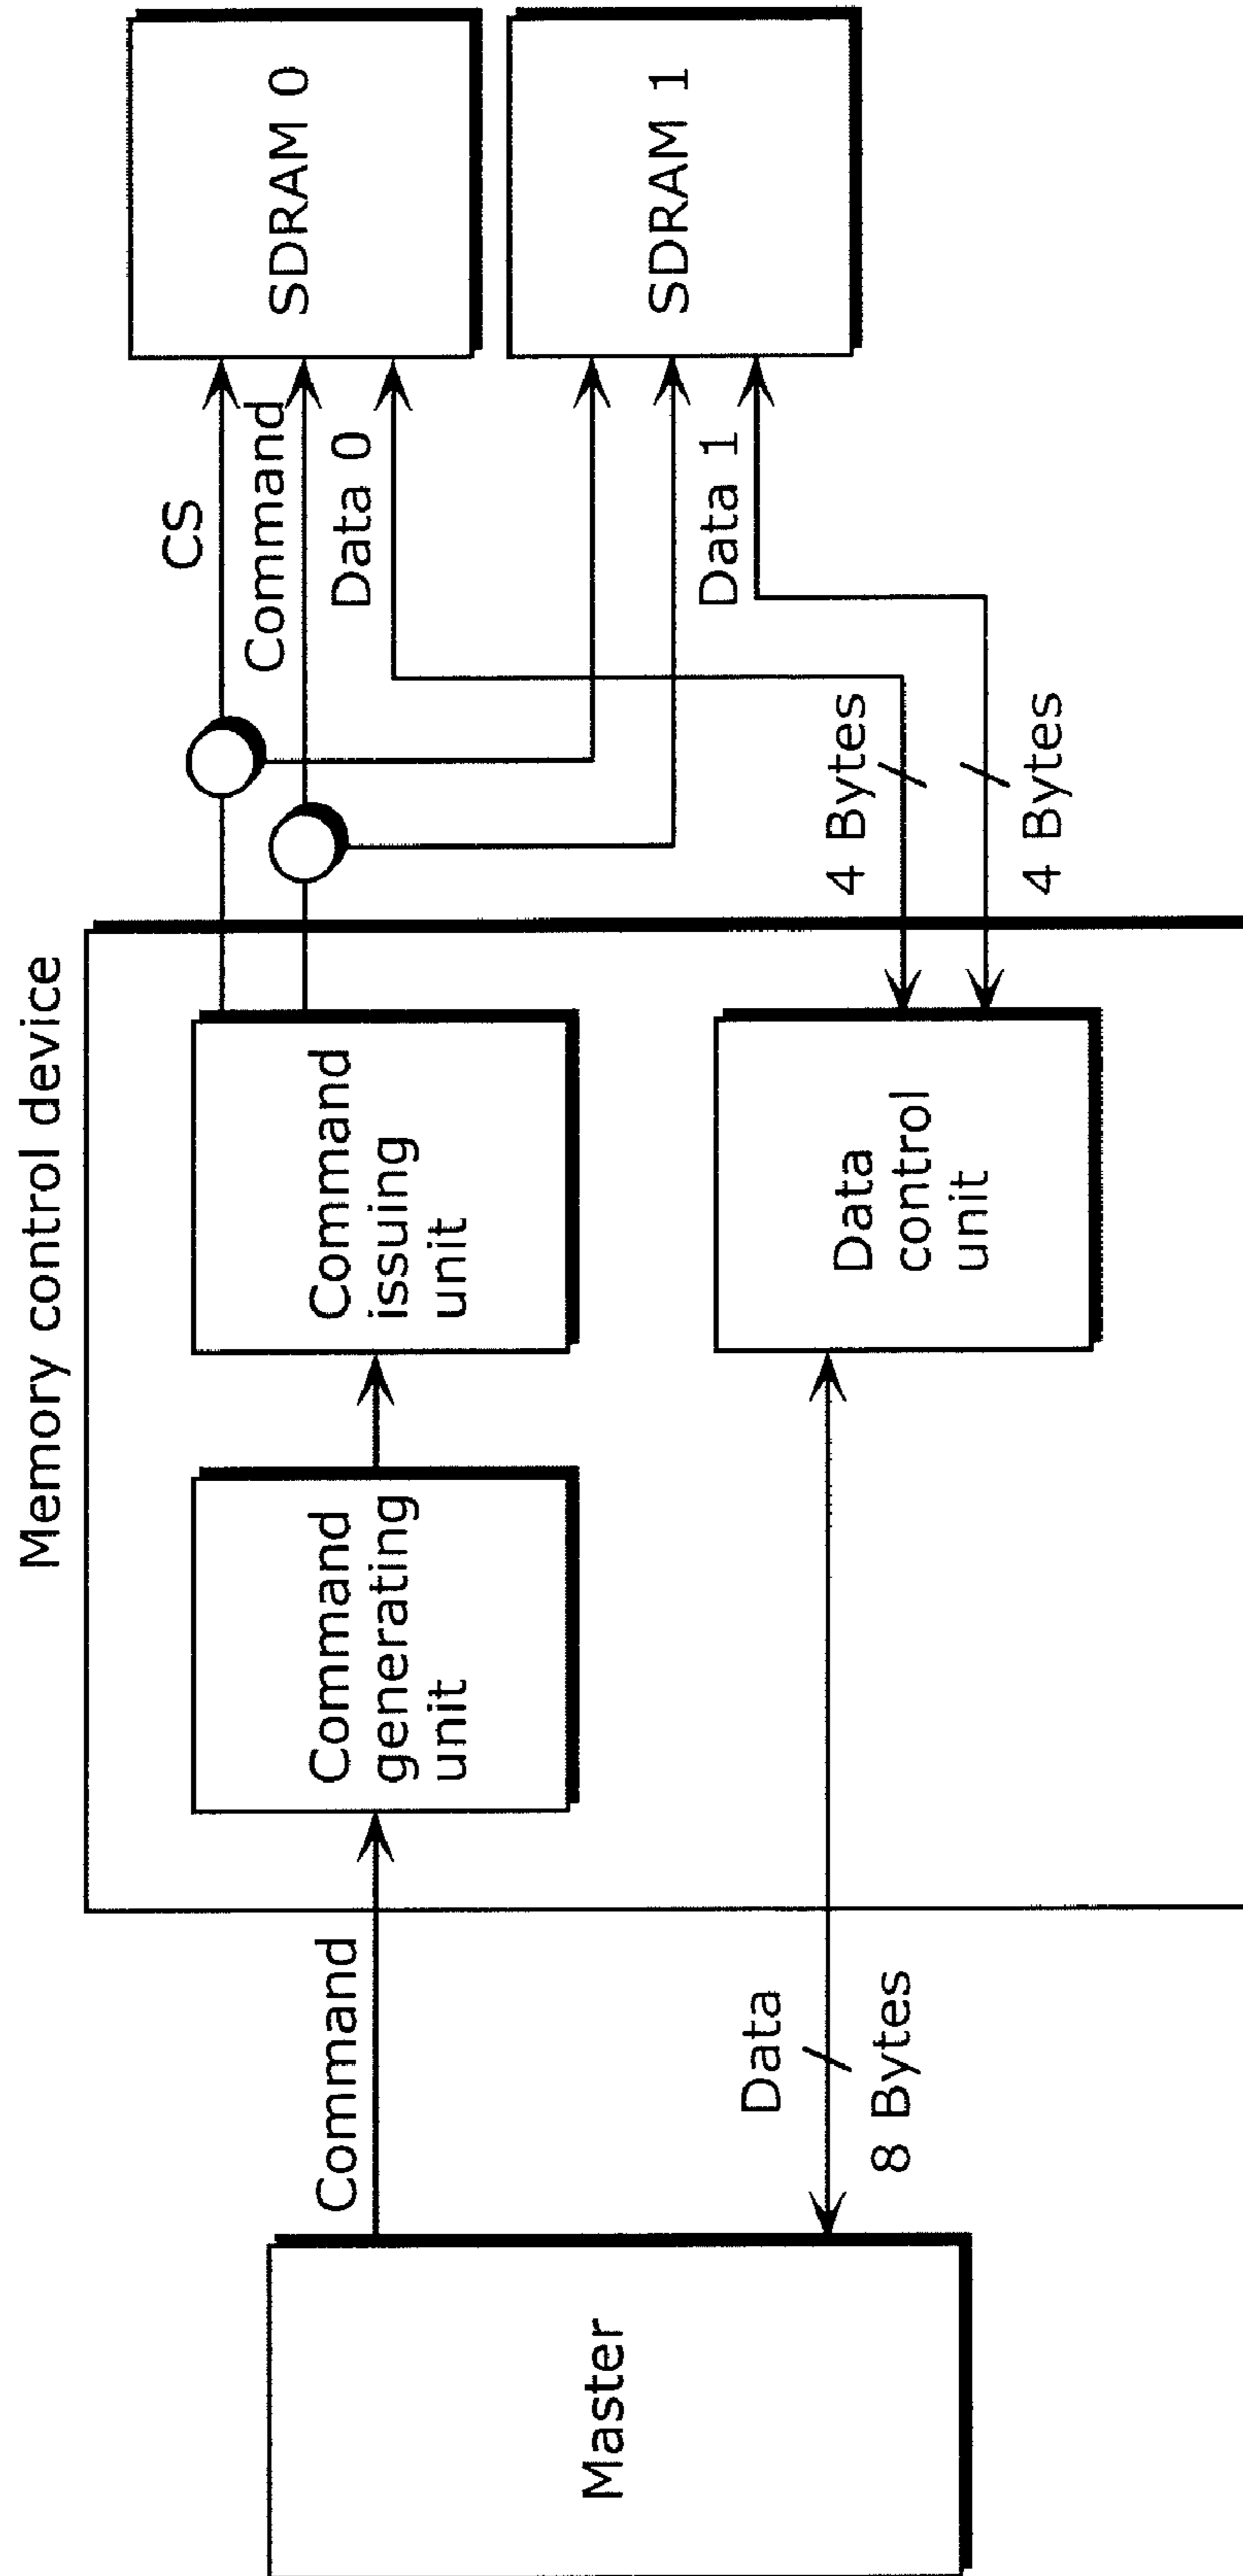 Memory control device
Master
Command
Data
8 Bytes
Command
generating
unit
Command
issuing
unit
Data
control
unit
CS
Command
Data 0
Data 1
4 Bytes
4 Bytes
SDRAM 0
SDRAM 1